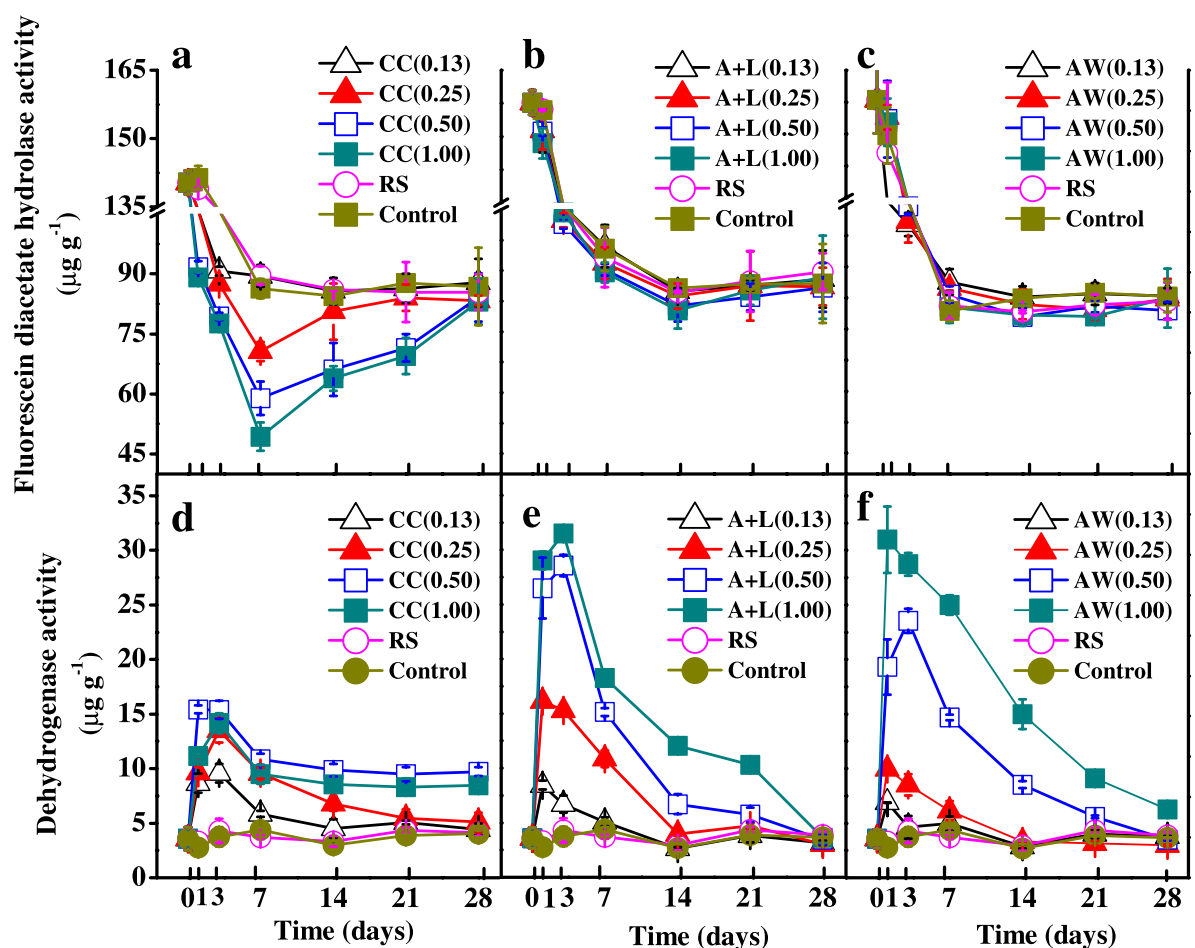 Fluorescein diacetate hydrolase activity
(µg g-1)
165
150
135
90
75
60
45
a
CC(0.13)
CC(0.25)
CC(0.50)
CC(1.00)
RS
Control
b
A+L(0.13)
A+L(0.25)
A+L(0.50)
A+L(1.00)
RS
Control
c
AW(0.13)
AW(0.25)
AW(0.50)
AW(1.00)
RS
Control
Dehydrogenase activity
(µg g-1)
35
30
25
20
15
10
5
0
d
CC(0.13)
CC(0.25)
CC(0.50)
CC(1.00)
RS
Control
e
A+L(0.13)
A+L(0.25)
A+L(0.50)
A+L(1.00)
RS
Control
f
AW(0.13)
AW(0.25)
AW(0.50)
AW(1.00)
RS
Control
0 1 3 7 14 21 28
0 1 3 7 14 21 28
0 1 3 7 14 21 28
Time (days)
Time (days)
Time (days)